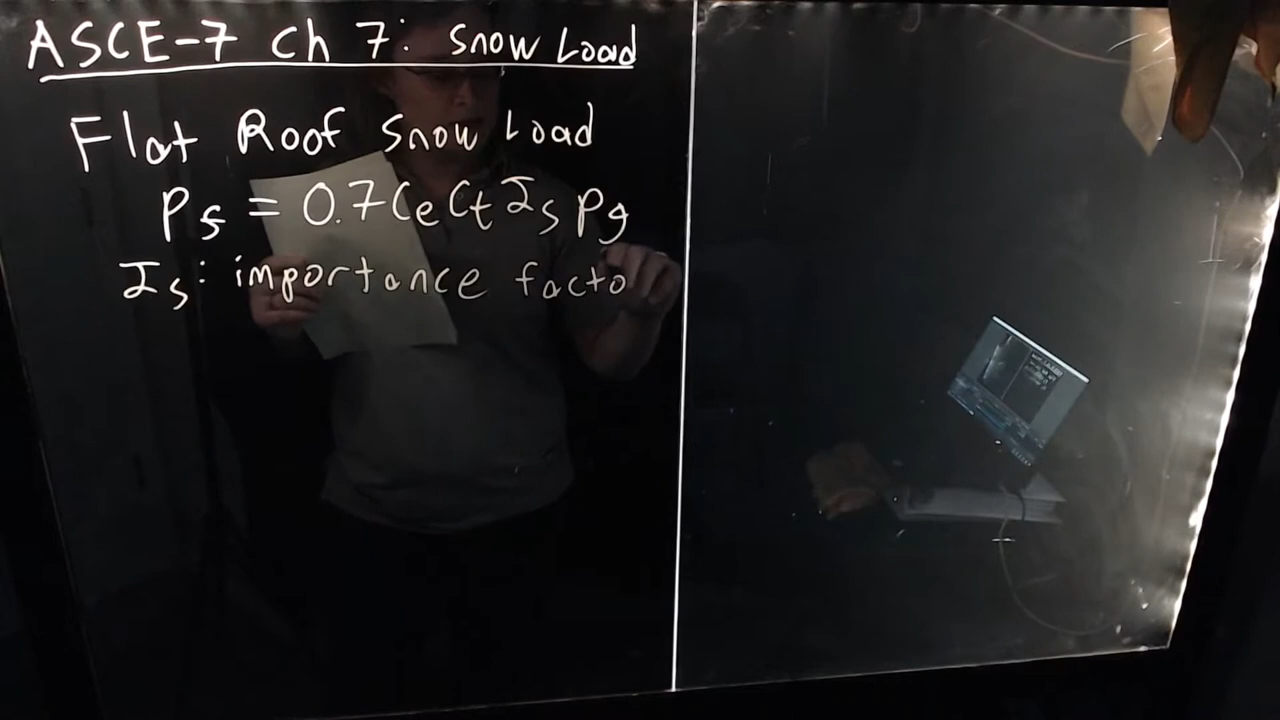 ASCE-7 Ch 7: Snow Load
Flat Roof Snow Load
Ps = 0.7CeCtIsPg
Is: importance facto